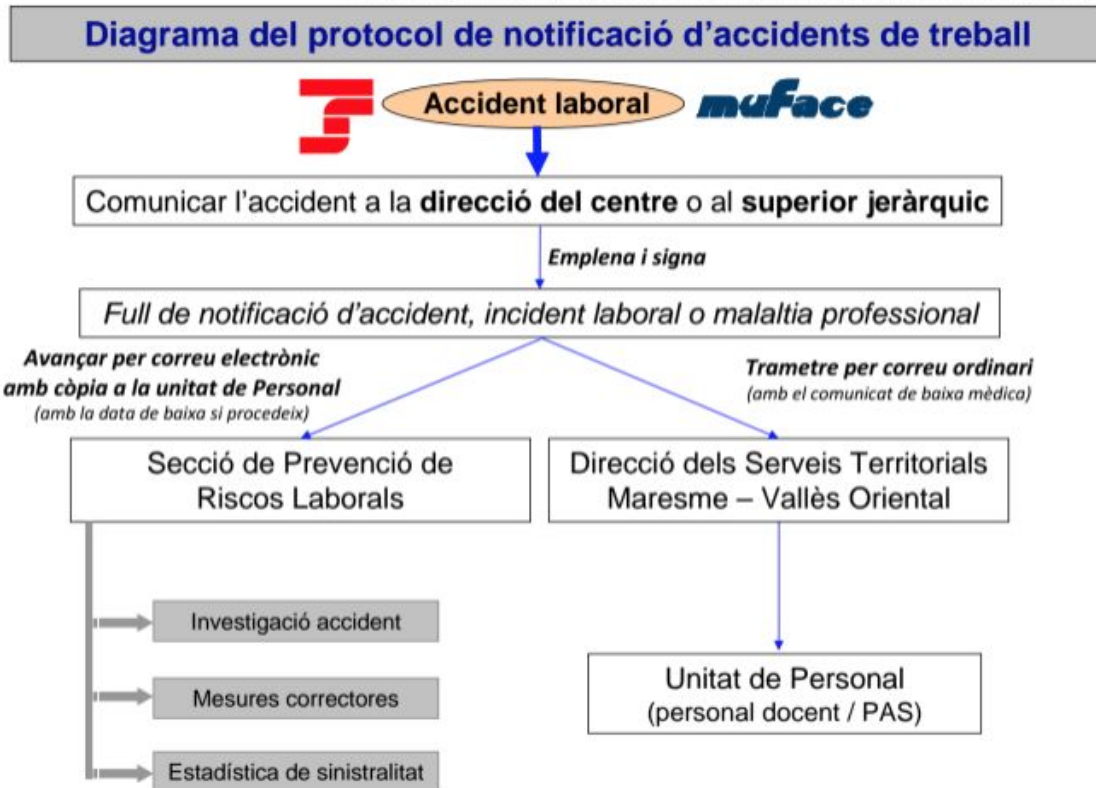 Diagrama del protocol de notificació d'accidents de treball
Accident laboral
muface
Comunicar l'accident a la direcció del centre o al superior jeràrquic
Emplena i signa
Full de notificació d'accident, incident laboral o malaltia professional
Avançar per correu electrònic
amb còpia a la unitat de Personal
(amb la data de baixa si procedeix)
Trametre per correu ordinari
(amb el comunicat de baixa mèdica)
Secció de Prevenció de
Riscos Laborals
Direcció dels Serveis Territorials
Maresme – Vallès Oriental
Investigació accident
Mesures correctores
Estadística de sinistralitat
Unitat de Personal
(personal docent / PAS)